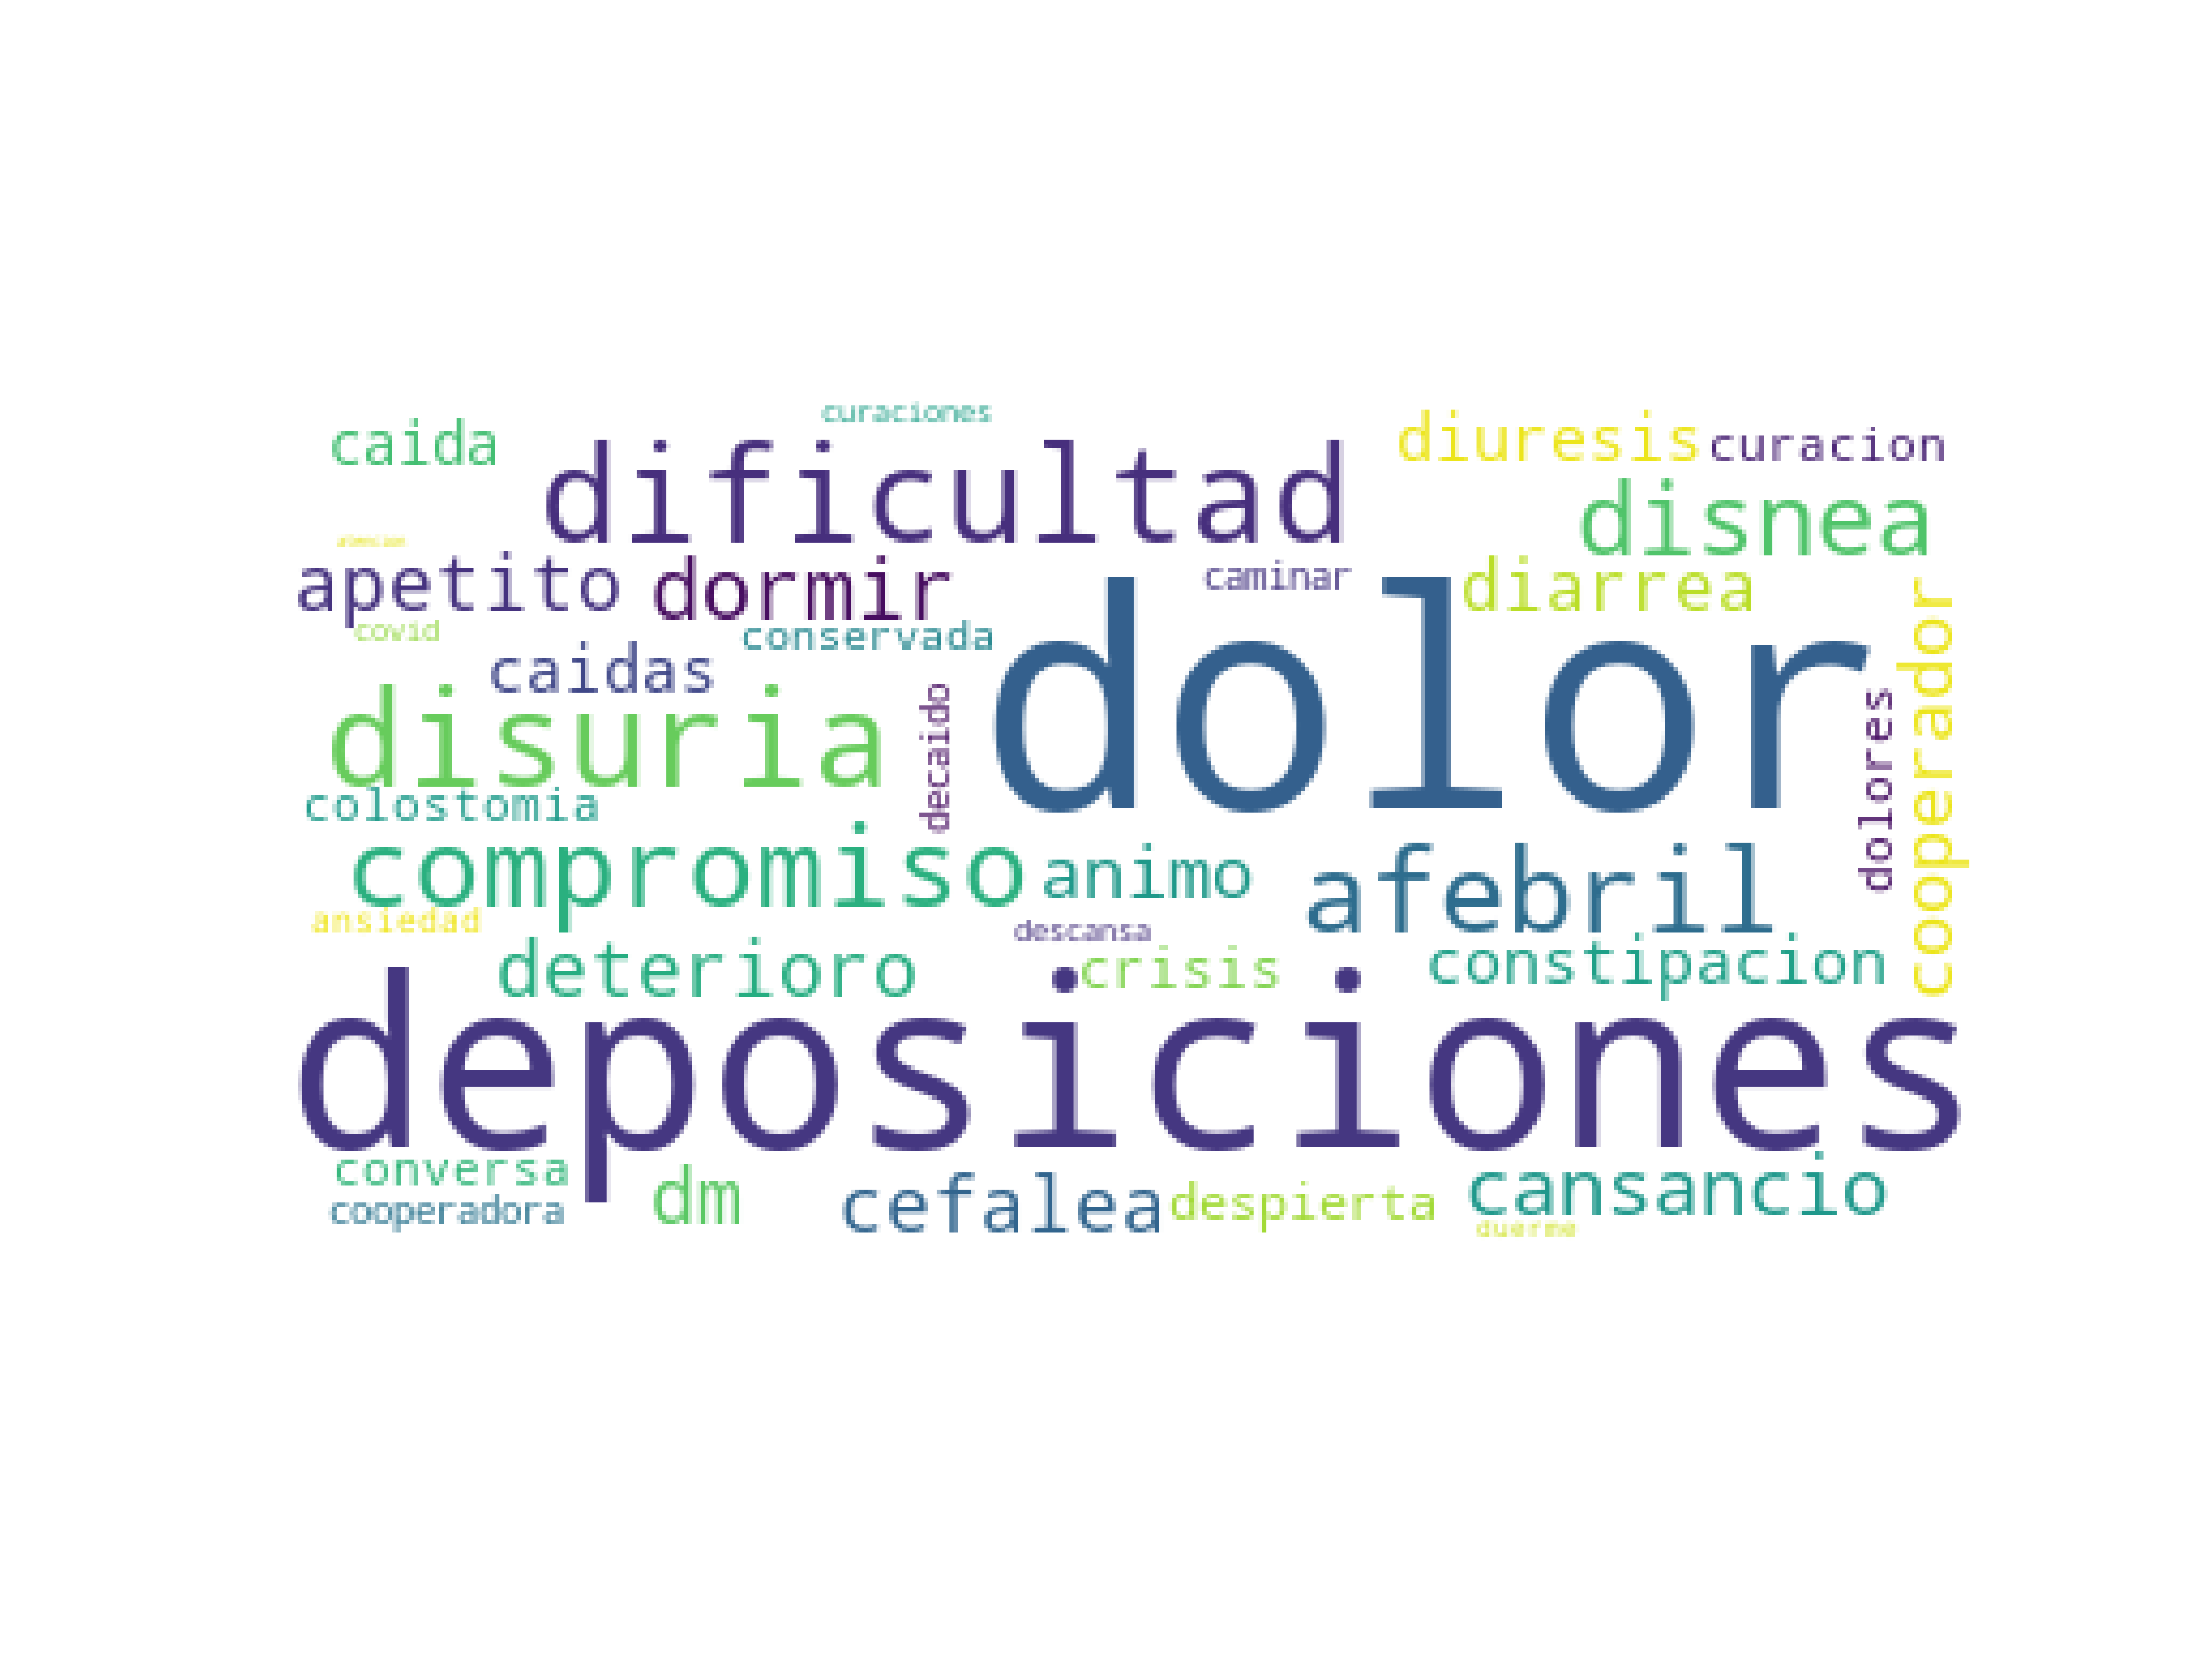 curaciones
caida
dificultad
diuresis
curacion
disnea
apetito
dormir
caminar
diarrea
covid
conservada
caidas
dolor
cooperador
disuria
decaido
dolores
colostomia
compromiso
animo
afebril
ansiedad
descansa
deterioro
crisis
constipacion
deposiciones
conversa
dm
cefalea
despierta
cansancio
cooperadora
duerme